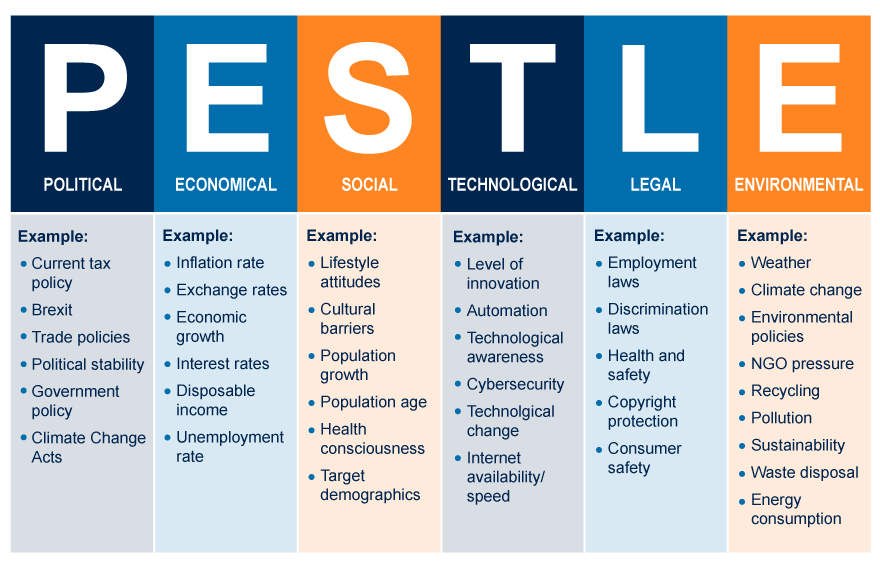 P E S T L E
POLITICAL ECONOMICAL SOCIAL TECHNOLOGICAL LEGAL ENVIRONMENTAL
Example:
• Current tax
policy
• Brexit
• Trade policies
• Political stability
• Government
policy
• Climate Change
Acts
Example:
• Inflation rate
• Exchange rates
• Economic
growth
• Interest rates
• Disposable
income
• Unemployment
rate
Example:
• Lifestyle
attitudes
• Cultural
barriers
• Population
growth
• Population age
• Health
consciousness
• Target
demographics
Example:
• Level of
innovation
• Automation
• Technological
awareness
• Cybersecurity
• Technolgical
change
• Internet
availability/
speed
Example:
• Employment
laws
• Discrimination
laws
• Health and
safety
• Copyright
protection
• Consumer
safety
Example:
• Weather
• Climate change
• Environmental
policies
• NGO pressure
• Recycling
• Pollution
• Sustainability
• Waste disposal
• Energy
consumption